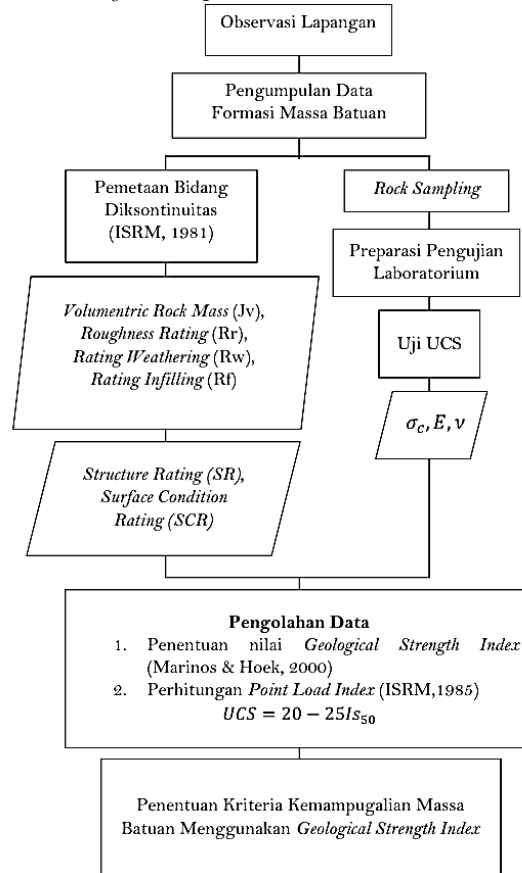 Observasi Lapangan
Pengumpulan Data
Formasi Massa Batuan
Pemetaan Bidang
Diksontinuitas
(ISRM, 1981)
Volumentric Rock Mass (Jv),
Roughness Rating (Rr),
Rating Weathering (Rw),
Rating Infilling (Rf)
Structure Rating (SR),
Surface Condition
Rating (SCR)
Rock Sampling
Preparasi Pengujian
Laboratorium
Uji UCS
σc, E, ν
Pengolahan Data
1. Penentuan nilai Geological Strength Index
(Marinos & Hoek, 2000)
2. Perhitungan Point Load Index (ISRM,1985)
UCS = 20 − 25Is50
Penentuan Kriteria Kemampugalian Massa
Batuan Menggunakan Geological Strength Index